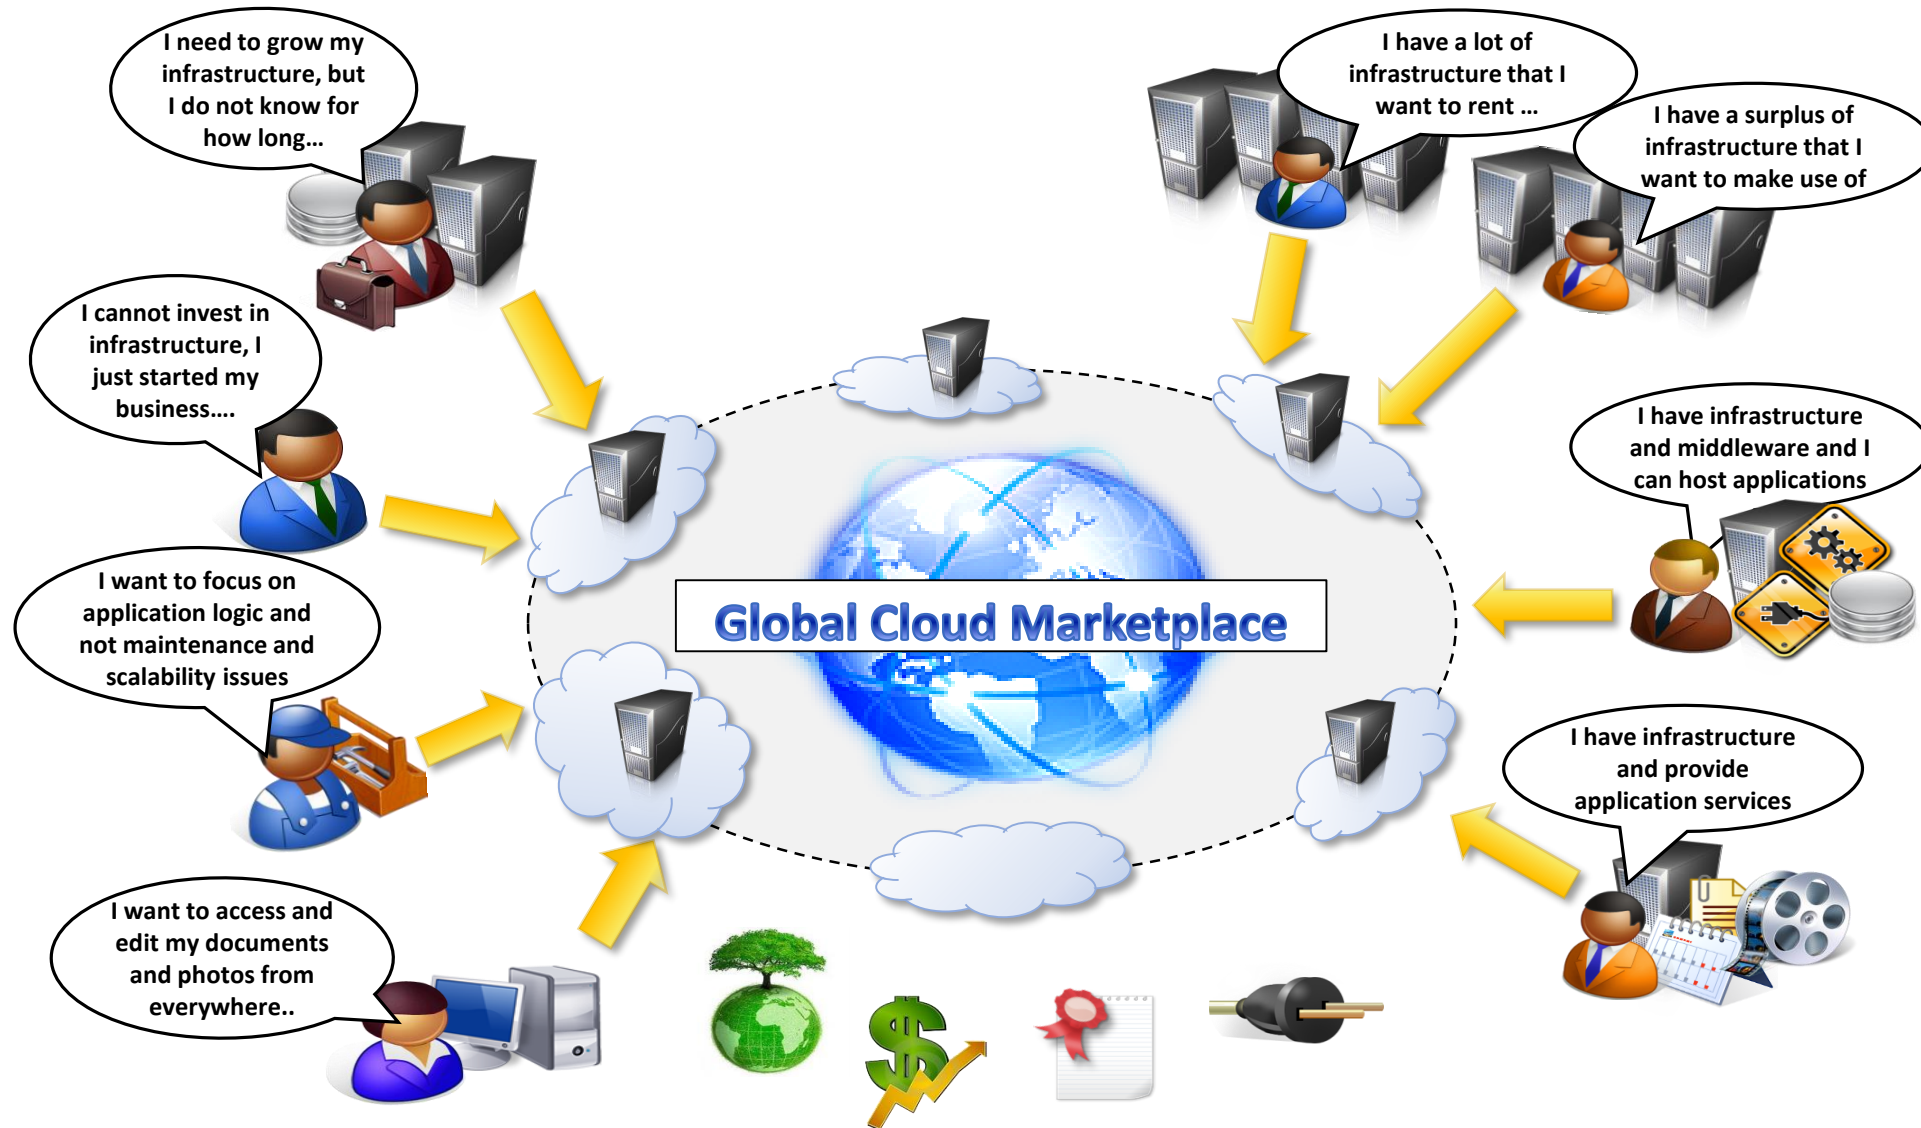 I need to grow my
infrastructure, but
I do not know for
how long...
I have a lot of
infrastructure that I
want to rent ...
I have a surplus of
infrastructure that I
want to make use of
I cannot invest in
infrastructure, I
just started my
business....
I have infrastructure
and middleware and I
can host applications
I want to focus on
application logic and
not maintenance and
scalability issues
Global Cloud Marketplace
I have infrastructure
and provide
application services
I want to access and
edit my documents
and photos from
everywhere..